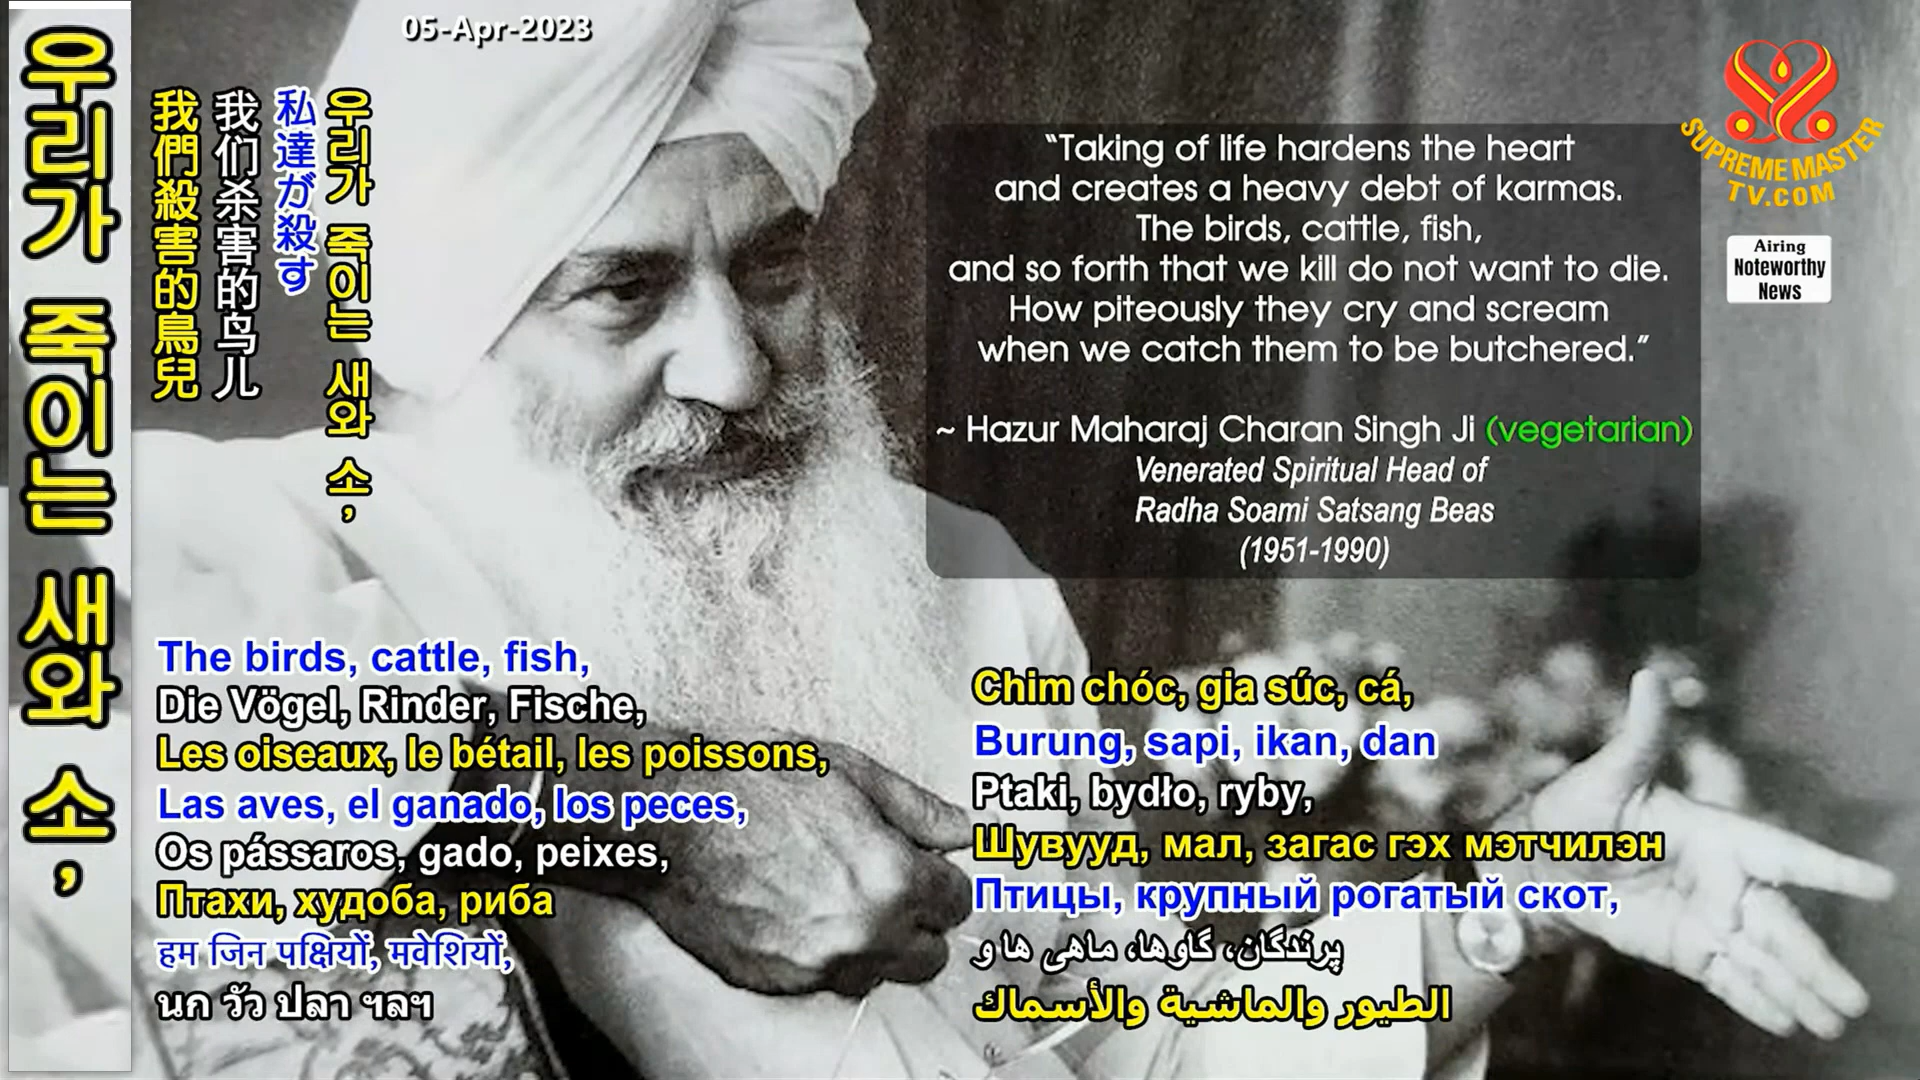 05-Apr-2023
우리가 죽이는 새와 소,
우리가 죽이는 새와 소,
私達が殺す
我们杀害的鸟儿
我們殺害的鳥兒
“Taking of life hardens the heart
and creates a heavy debt of karmas.
The birds, cattle, fish,
and so forth that we kill do not want to die.
How piteously they cry and scream
when we catch them to be butchered.”
~ Hazur Maharaj Charan Singh Ji (vegetarian)
Venerated Spiritual Head of
Radha Soami Satsang Beas
(1951-1990)
SUPREME MASTER
TV.COM
Airing
Noteworthy
News
The birds, cattle, fish,
Die Vögel, Rinder, Fische,
Les oiseaux, le bétail, les poissons,
Las aves, el ganado, los peces,
Os pássaros, gado, peixes,
Птахи, худоба, риба
हम जिन पक्षियों, मवेशियों,
นก วัว ปลา ฯลฯ
Chim chóc, gia súc, cá,
Burung, sapi, ikan, dan
Ptaki, bydło, ryby,
Шувууд, мал, загас гэх мэтчилэн
Птицы, крупный рогатый скот,
پرندگان، گاوها، ماهی ها و
الطيور والماشية والأسماك